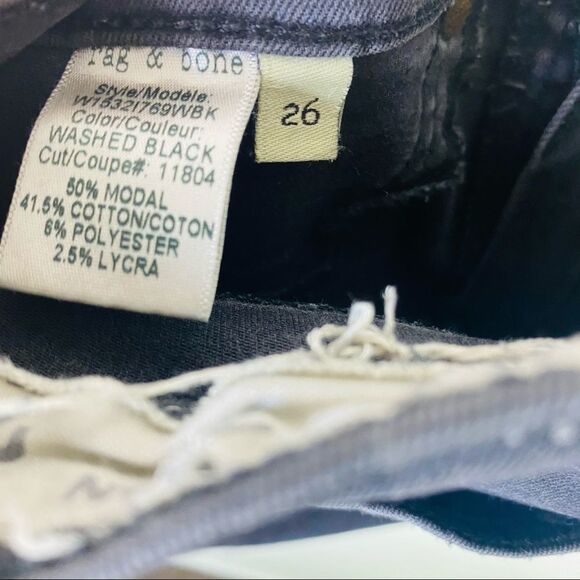 rag & bone
Style/Modéle:
W1532I769WBK
Color/Couleur:
WASHED BLACK
Cut/Coupe#: 11804
50% MODAL
41.5% COTTON/COTON
6% POLYESTER
2.5% LYCRA
26